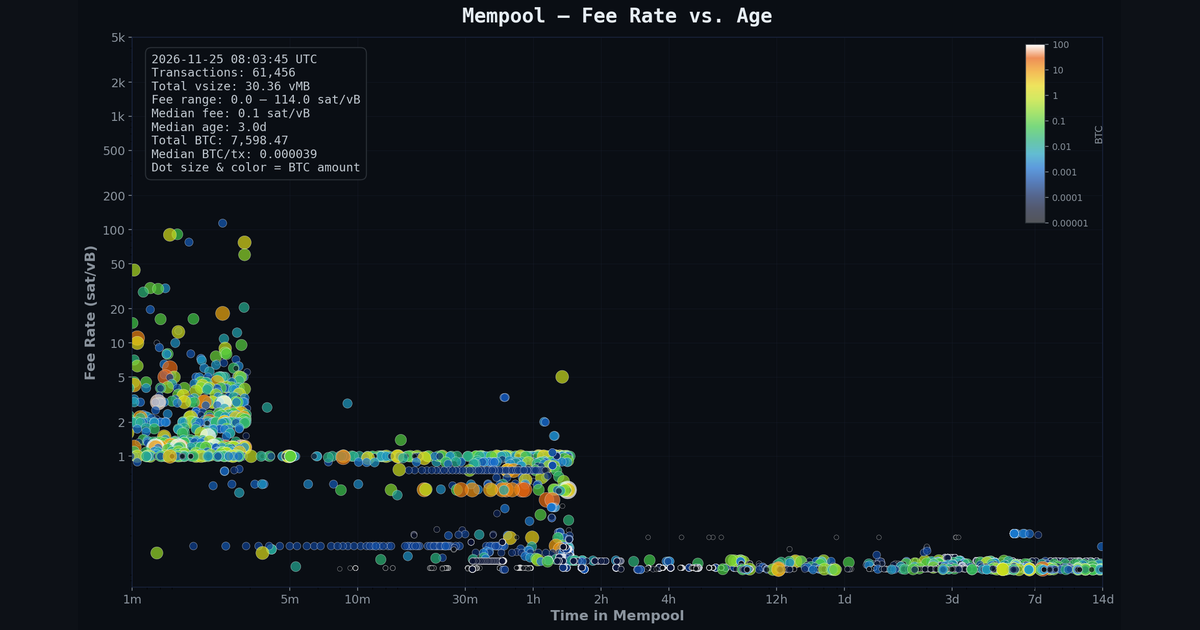 Mempool — Fee Rate vs. Age
2026-11-25 08:03:45 UTC
Transactions: 61,456
Total vsize: 30.36 vMB
Fee range: 0.0 — 114.0 sat/vB
Median fee: 0.1 sat/vB
Median age: 3.0d
Total BTC: 7,598.47
Median BTC/tx: 0.000039
Dot size & color = BTC amount
5k
2k
1k
500
200
100
50
20
10
5
2
1
Fee Rate (sat/vB)
100
10
1
0.1
0.01
0.001
0.0001
0.00001
BTC
1m
5m
10m
30m
1h
2h
4h
12h
1d
3d
7d
14d
Time in Mempool